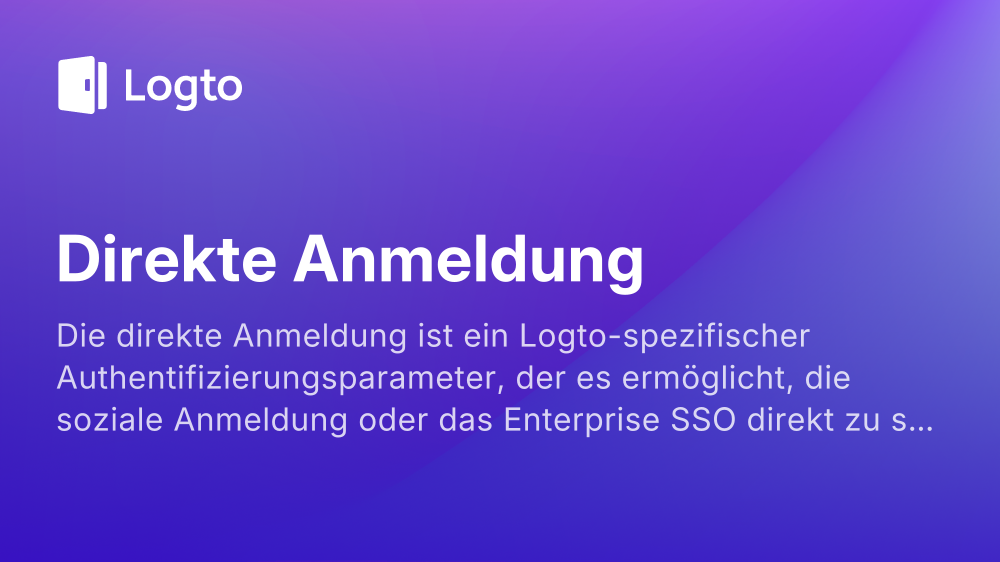 Logto
Direkte Anmeldung
Die direkte Anmeldung ist ein Logto-spezifischer
Authentifizierungsparameter, der es ermöglicht, die
soziale Anmeldung oder das Enterprise SSO direkt zu s...